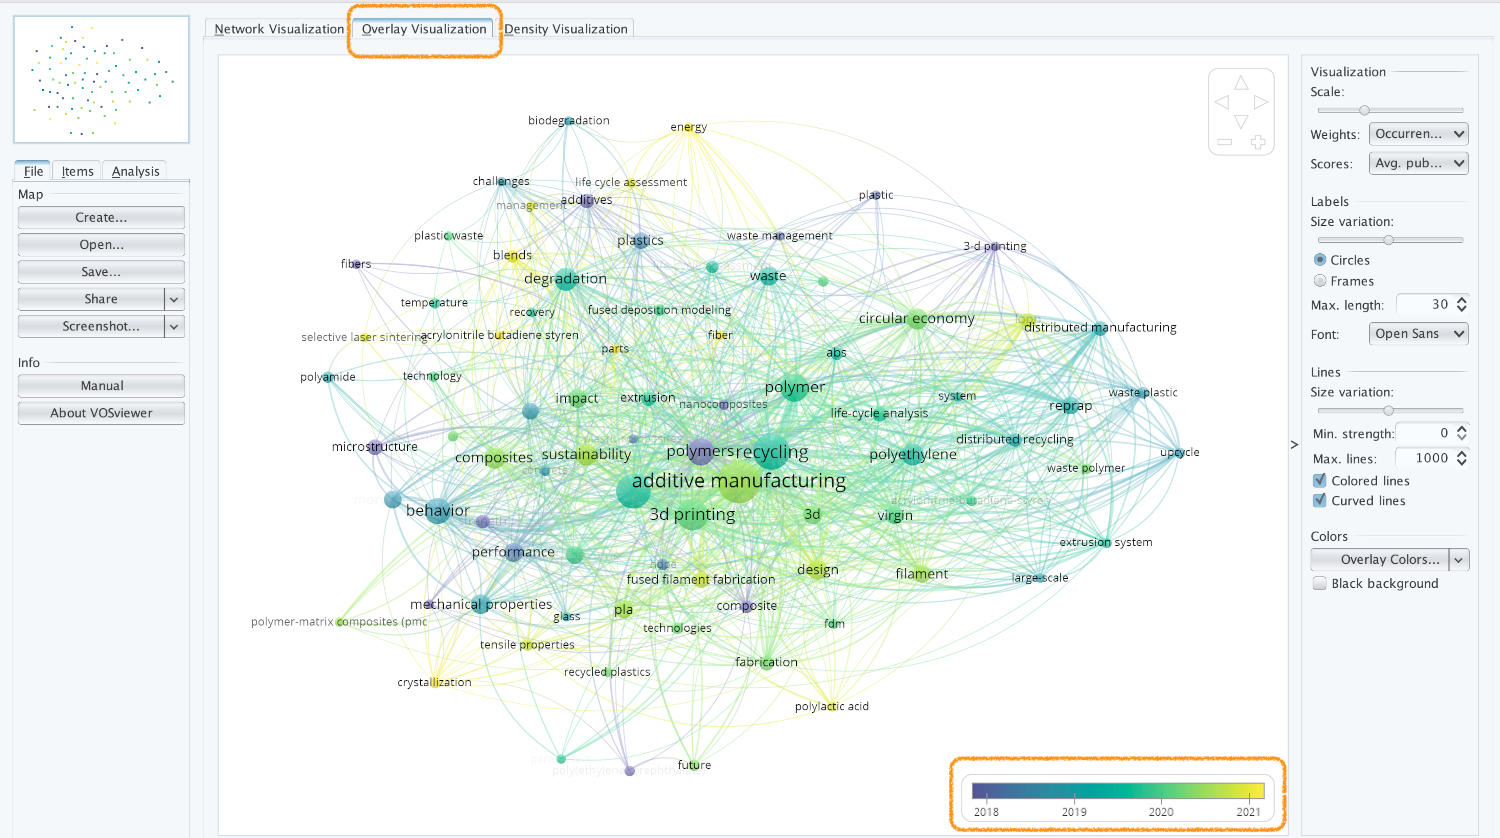 Network Visualization
Overlay Visualization
Density Visualization
File
Items
Analysis
Map
Create...
Open...
Save...
Share
Screenshot...
Info
Manual
About VOSviewer
biodegradation
energy
challenges
life cycle assessment
management
additives
plastic
plastic waste
plastics
waste management
3-d printing
blends
fibers
degradation
waste
temperature
recovery
fused deposition modeling
circular economy
distributed manufacturing
selective laser sintering
acrylonitrile butadiene styren
fiber
parts
abs
polyamide
technology
polymer
impact
extrusion
nanocomposites
system
waste plastic
life-cycle analysis
reprap
microstructure
composites
sustainability
polymers
recycling
polyethylene
distributed recycling
upcycle
waste polymer
additive manufacturing
behavior
3d printing
3d
virgin
performance
extrusion system
fused filament fabrication
design
filament
large-scale
mechanical properties
glass
pla
composite
polymer-matrix composites (pmc
technologies
fdm
tensile properties
fabrication
recycled plastics
crystallization
polylactic acid
future
2018
2019
2020
2021
Visualization
Scale:
Weights:
Occurren...
Scores:
Avg. pub...
Labels
Size variation:
Circles
Frames
Max. length:
30
Font:
Open Sans
Lines
Size variation:
Min. strength:
0
Max. lines:
1000
Colored lines
Curved lines
Colors
Overlay Colors...
Black background